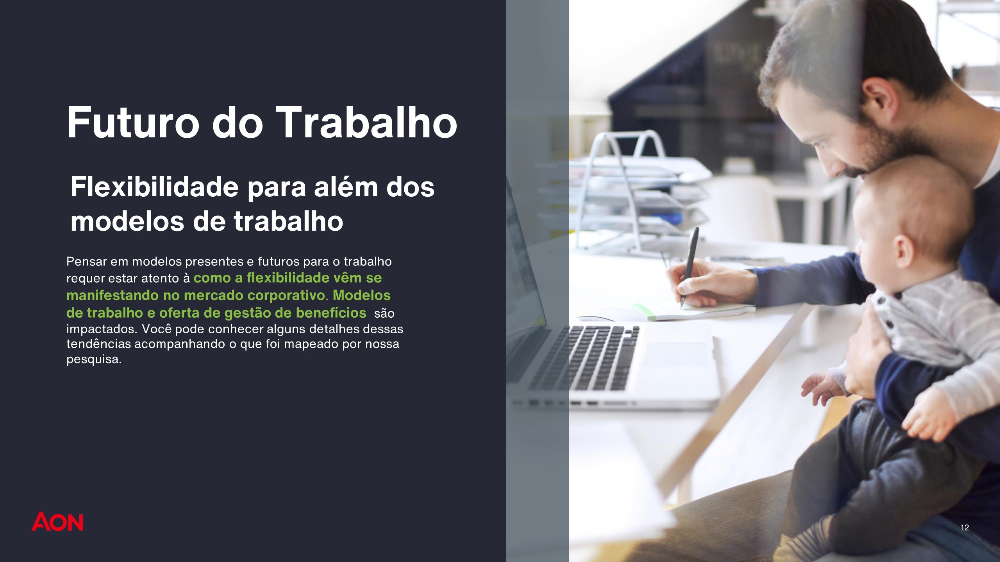 Futuro do Trabalho
Flexibilidade para além dos
modelos de trabalho
Pensar em modelos presentes e futuros para o trabalho
requer estar atento à como a flexibilidade vêm se
manifestando no mercado corporativo. Modelos
de trabalho e oferta de gestão de benefícios são
impactados. Você pode conhecer alguns detalhes dessas
tendências acompanhando o que foi mapeado por nossa
pesquisa.
AON
12